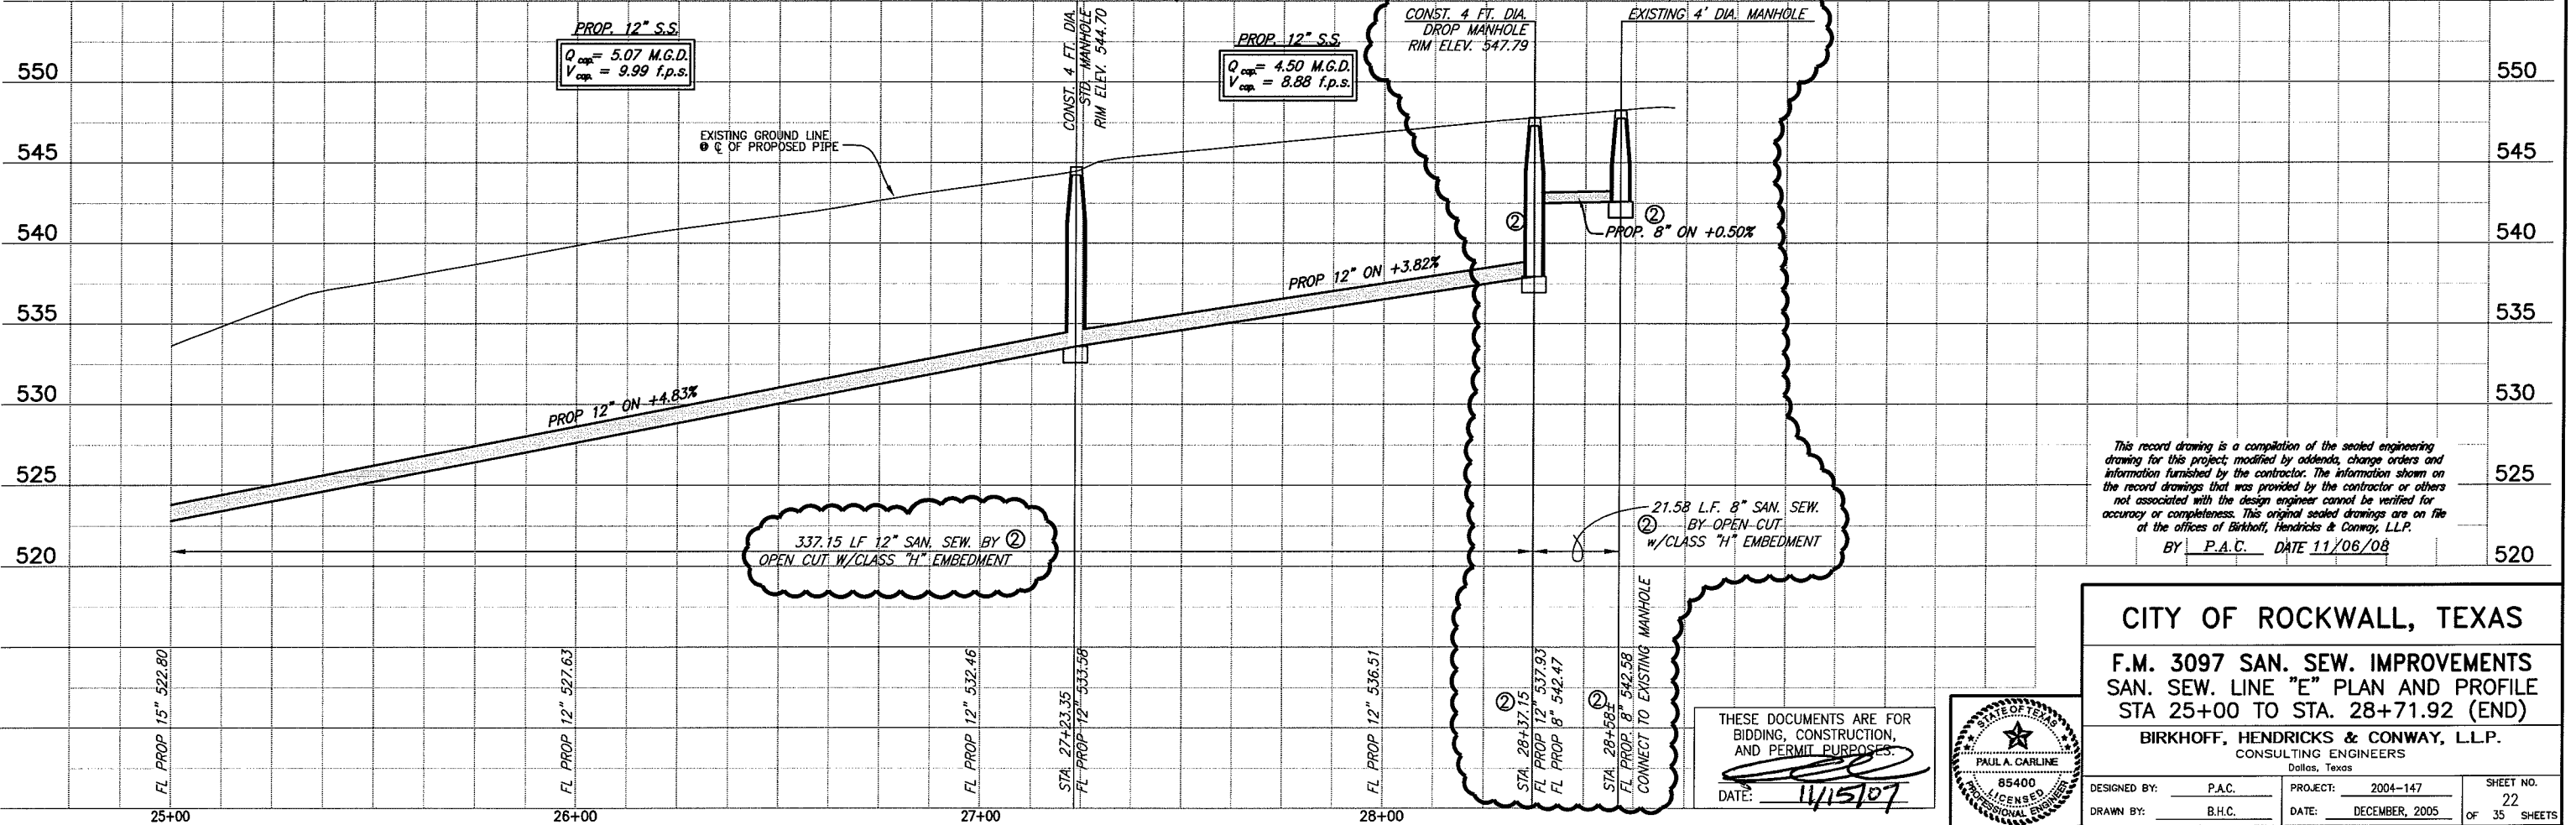 PROP. 12" S.S.
Q cap.= 5.07 M.G.D.
V cap. = 9.99 f.p.s.
CONST. 4 FT. DIA.
STD. MANHOLE
RIM ELEV. 544.70
PROP. 12" S.S.
Q cap.= 4.50 M.G.D.
V cap. = 8.88 f.p.s.
CONST. 4 FT. DIA.
DROP MANHOLE
RIM ELEV. 547.79
EXISTING 4' DIA. MANHOLE
550
550
EXISTING GROUND LINE
@ ℄ OF PROPOSED PIPE
545
545
540
540
②
②
PROP. 8" ON +0.50%
PROP 12" ON +3.82%
535
535
530
530
PROP 12" ON +4.83%
525
525
520
520
337.15 LF 12" SAN. SEW. BY ②
OPEN CUT W/CLASS "H" EMBEDMENT
21.58 L.F. 8" SAN. SEW.
② BY OPEN CUT
w/CLASS "H" EMBEDMENT
This record drawing is a compilation of the sealed engineering
drawing for this project; modified by addenda, change orders and
information furnished by the contractor. The information shown on
the record drawings that was provided by the contractor or others
not associated with the design engineer cannot be verified for
accuracy or completeness. This original sealed drawings are on file
at the offices of Birkhoff, Hendricks & Conway, L.L.P.
BY P.A.C. DATE 11/06/08
FL PROP 15" 522.80
FL PROP 12" 527.63
FL PROP 12" 532.46
STA. 27+23.35
FL PROP 12" 533.58
FL PROP 12" 536.51
②
STA. 28+37.15
FL PROP 12" 537.93
FL PROP 8" 542.47
②
STA. 28+58±
FL PROP. 8" 542.58
CONNECT TO EXISTING MANHOLE
25+00
26+00
27+00
28+00
THESE DOCUMENTS ARE FOR
BIDDING, CONSTRUCTION,
AND PERMIT PURPOSES.
DATE: 11/15/07
STATE OF TEXAS
PAUL A. CARLINE
85400
LICENSED
PROFESSIONAL ENGINEER
CITY OF ROCKWALL, TEXAS
F.M. 3097 SAN. SEW. IMPROVEMENTS
SAN. SEW. LINE "E" PLAN AND PROFILE
STA 25+00 TO STA. 28+71.92 (END)
BIRKHOFF, HENDRICKS & CONWAY, L.L.P.
CONSULTING ENGINEERS
Dallas, Texas
DESIGNED BY: P.A.C.
PROJECT: 2004-147
SHEET NO.
22
DRAWN BY: B.H.C.
DATE: DECEMBER, 2005
OF 35 SHEETS